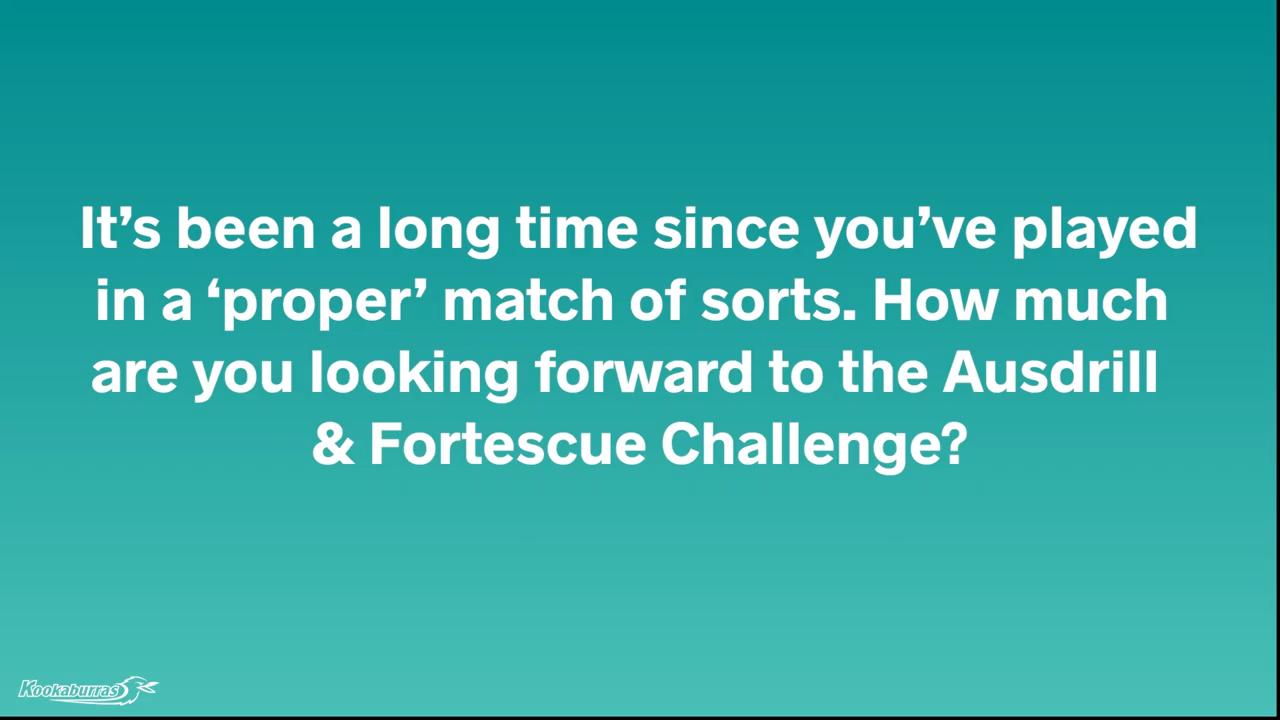 It’s been a long time since you’ve played
in a ‘proper’ match of sorts. How much
are you looking forward to the Ausdrill
& Fortescue Challenge?
Kookaburras